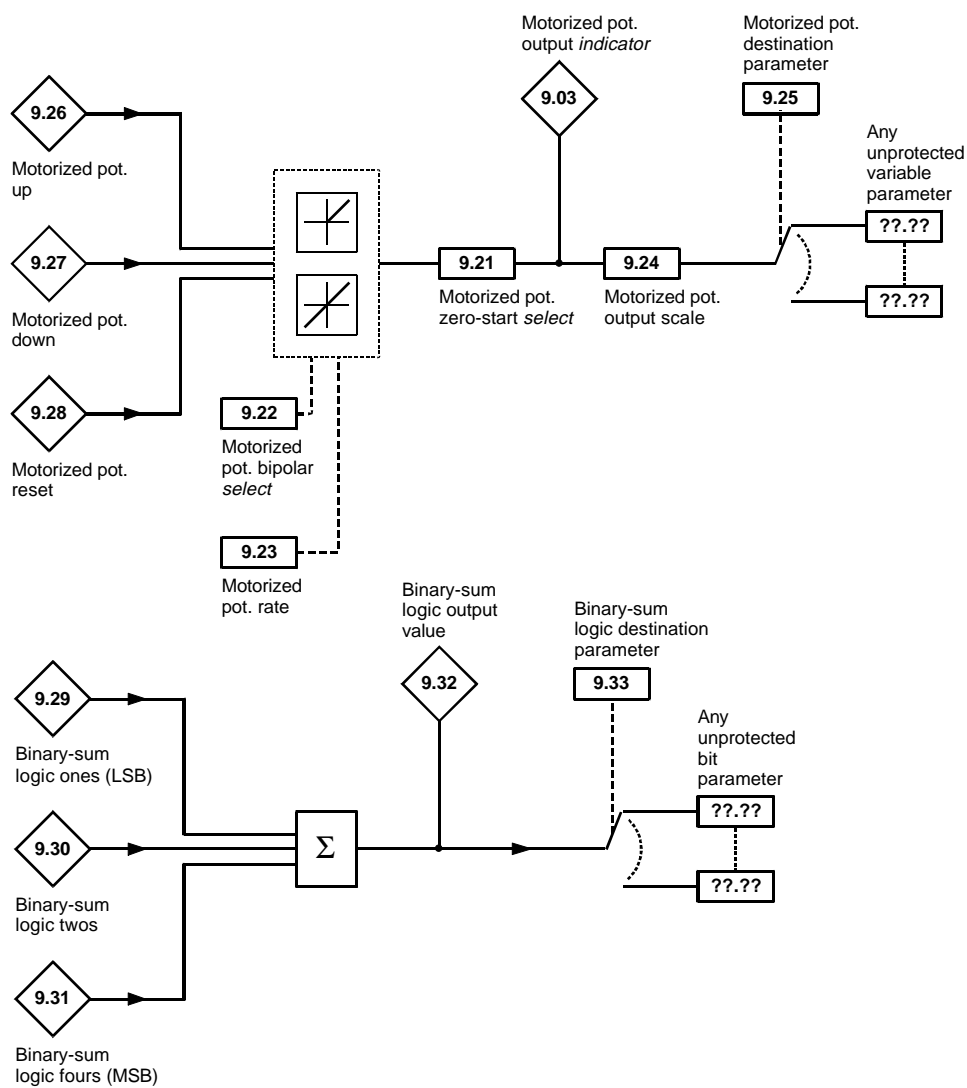 Motorized pot.
output indicator
9.03
Motorized pot.
destination
parameter
9.25
9.26
Motorized pot.
up
Any
unprotected
variable
parameter
??.??
??.??
9.27
Motorized pot.
down
9.21
Motorized pot.
zero-start select
9.24
Motorized pot.
output scale
9.28
Motorized pot.
reset
9.22
Motorized
pot. bipolar
select
9.23
Motorized
pot. rate
Binary-sum
logic output
value
9.32
Binary-sum
logic destination
parameter
9.33
9.29
Binary-sum
logic ones (LSB)
Any
unprotected
bit
parameter
??.??
??.??
9.30
Binary-sum
logic twos
Σ
9.31
Binary-sum
logic fours (MSB)